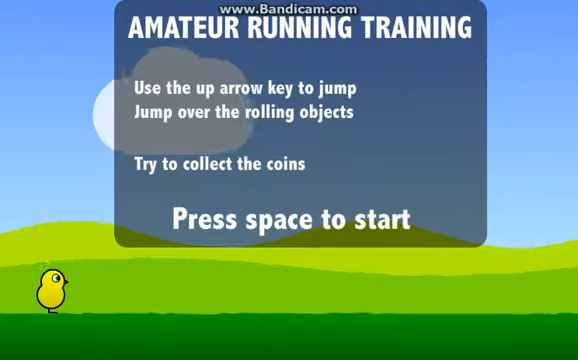 www.Bandicam.com
AMATEUR RUNNING TRAINING
Use the up arrow key to jump
Jump over the rolling objects
Try to collect the coins
Press space to start